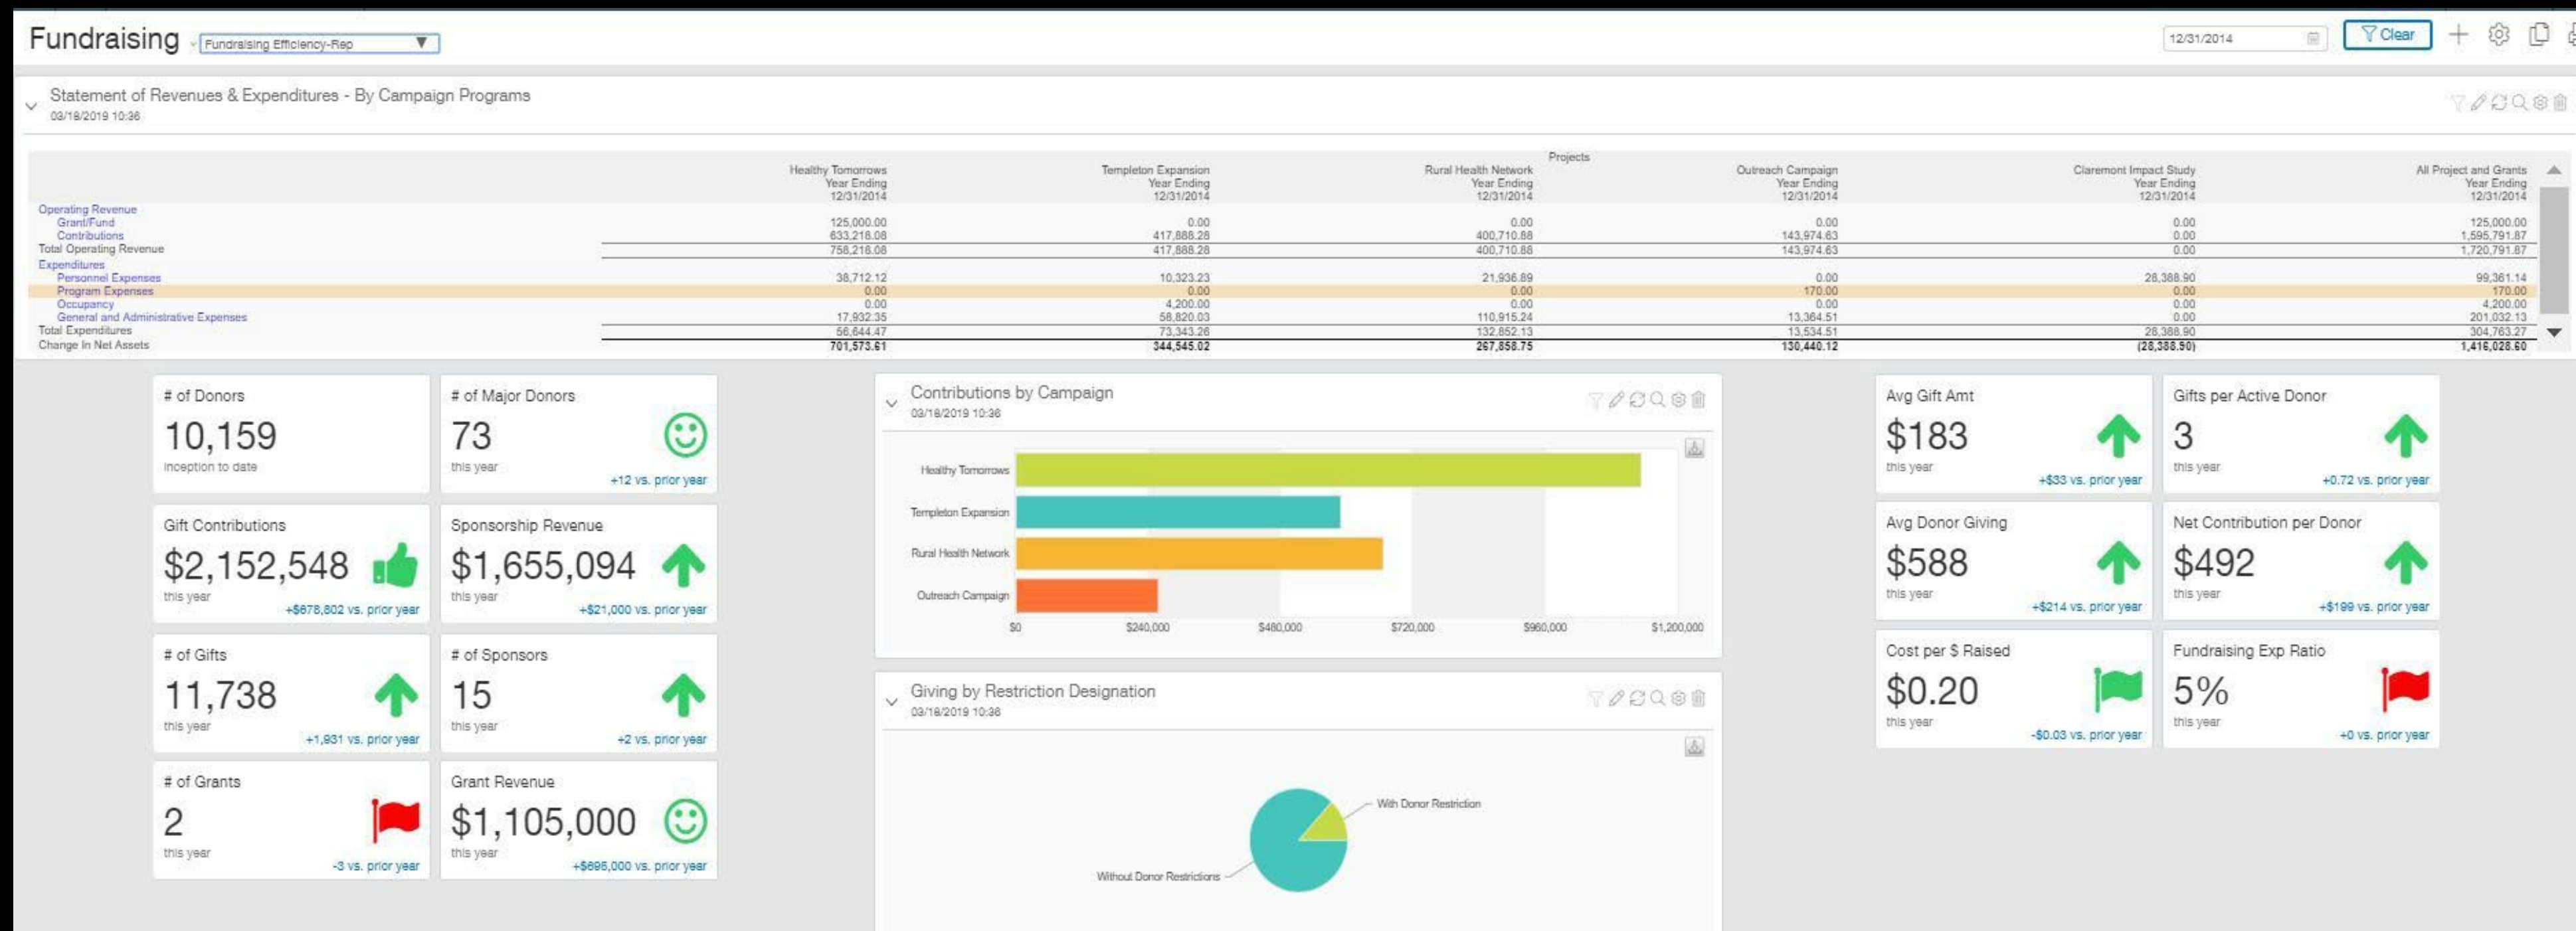 Fundraising
Fundraising Efficiency-Rep
12/31/2014
Clear
Statement of Revenues & Expenditures - By Campaign Programs
03/18/2019 10:36
Projects
Healthy Tomorrows Templeton Expansion Rural Health Network Outreach Campaign Claremont Impact Study All Project and Grants
Year Ending Year Ending Year Ending Year Ending Year Ending Year Ending
12/31/2014 12/31/2014 12/31/2014 12/31/2014 12/31/2014 12/31/2014
Operating Revenue
Grant/Fund 125,000.00 0.00 0.00 0.00 0.00 125,000.00
Contributions 633,216.08 417,888.28 400,710.88 143,974.63 0.00 1,595,791.87
Total Operating Revenue 758,216.08 417,888.28 400,710.88 143,974.63 0.00 1,720,791.87
Expenditures
Personnel Expenses 38,712.12 10,323.23 21,936.89 0.00 28,388.90 99,361.14
Program Expenses 0.00 0.00 0.00 170.00 0.00 170.00
Occupancy 0.00 4,200.00 0.00 0.00 0.00 4,200.00
General and Administrative Expenses 17,932.35 58,820.03 110,915.24 13,364.51 0.00 201,032.13
Total Expenditures 56,644.47 73,343.26 132,852.13 13,534.51 28,388.90 304,763.27
Change In Net Assets 701,573.61 344,545.02 267,858.75 130,440.12 (28,388.90) 1,416,028.60
# of Donors
10,159
inception to date
# of Major Donors
73
this year
+12 vs. prior year
Gift Contributions
$2,152,548
this year
+$678,802 vs. prior year
Sponsorship Revenue
$1,655,094
this year
+$21,000 vs. prior year
# of Gifts
11,738
this year
+1,931 vs. prior year
# of Sponsors
15
this year
+2 vs. prior year
# of Grants
2
this year
-3 vs. prior year
Grant Revenue
$1,105,000
this year
+$695,000 vs. prior year
Contributions by Campaign
03/18/2019 10:36
Healthy Tomorrows
Templeton Expansion
Rural Health Network
Outreach Campaign
$0 $240,000 $480,000 $720,000 $960,000 $1,200,000
Giving by Restriction Designation
03/18/2019 10:36
With Donor Restriction
Without Donor Restrictions
Avg Gift Amt
$183
this year
+$33 vs. prior year
Gifts per Active Donor
3
this year
+0.72 vs. prior year
Avg Donor Giving
$588
this year
+$214 vs. prior year
Net Contribution per Donor
$492
this year
+$199 vs. prior year
Cost per $ Raised
$0.20
this year
-$0.03 vs. prior year
Fundraising Exp Ratio
5%
this year
+0 vs. prior year